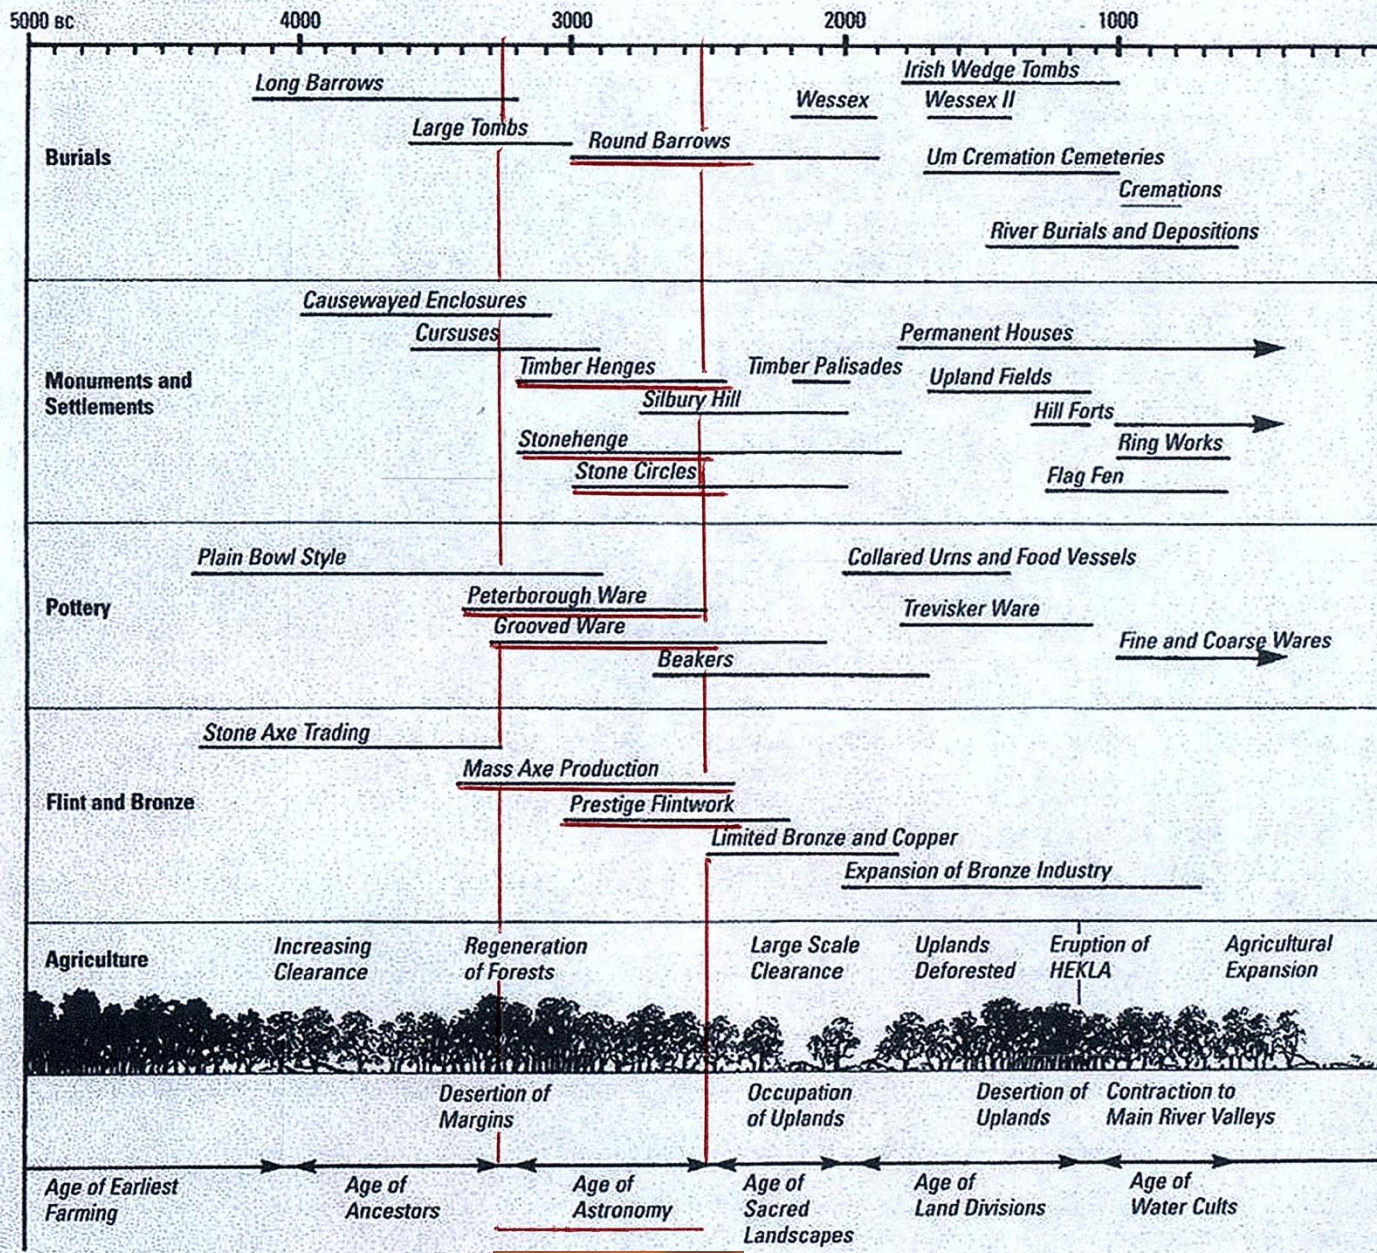 5000 BC 4000 3000 2000 1000
Burials
Long Barrows
Large Tombs
Round Barrows
Wessex
Irish Wedge Tombs
Wessex II
Urn Cremation Cemeteries
Cremations
River Burials and Depositions
Monuments and
Settlements
Causewayed Enclosures
Cursuses
Timber Henges
Silbury Hill
Stonehenge
Stone Circles
Timber Palisades
Permanent Houses
Upland Fields
Hill Forts
Ring Works
Flag Fen
Pottery
Plain Bowl Style
Peterborough Ware
Grooved Ware
Beakers
Collared Urns and Food Vessels
Trevisker Ware
Fine and Coarse Wares
Flint and Bronze
Stone Axe Trading
Mass Axe Production
Prestige Flintwork
Limited Bronze and Copper
Expansion of Bronze Industry
Agriculture
Increasing
Clearance
Regeneration
of Forests
Large Scale
Clearance
Uplands
Deforested
Eruption of
HEKLA
Agricultural
Expansion
Desertion of
Margins
Occupation
of Uplands
Desertion of
Uplands
Contraction to
Main River Valleys
Age of Earliest
Farming
Age of
Ancestors
Age of
Astronomy
Age of
Sacred
Landscapes
Age of
Land Divisions
Age of
Water Cults